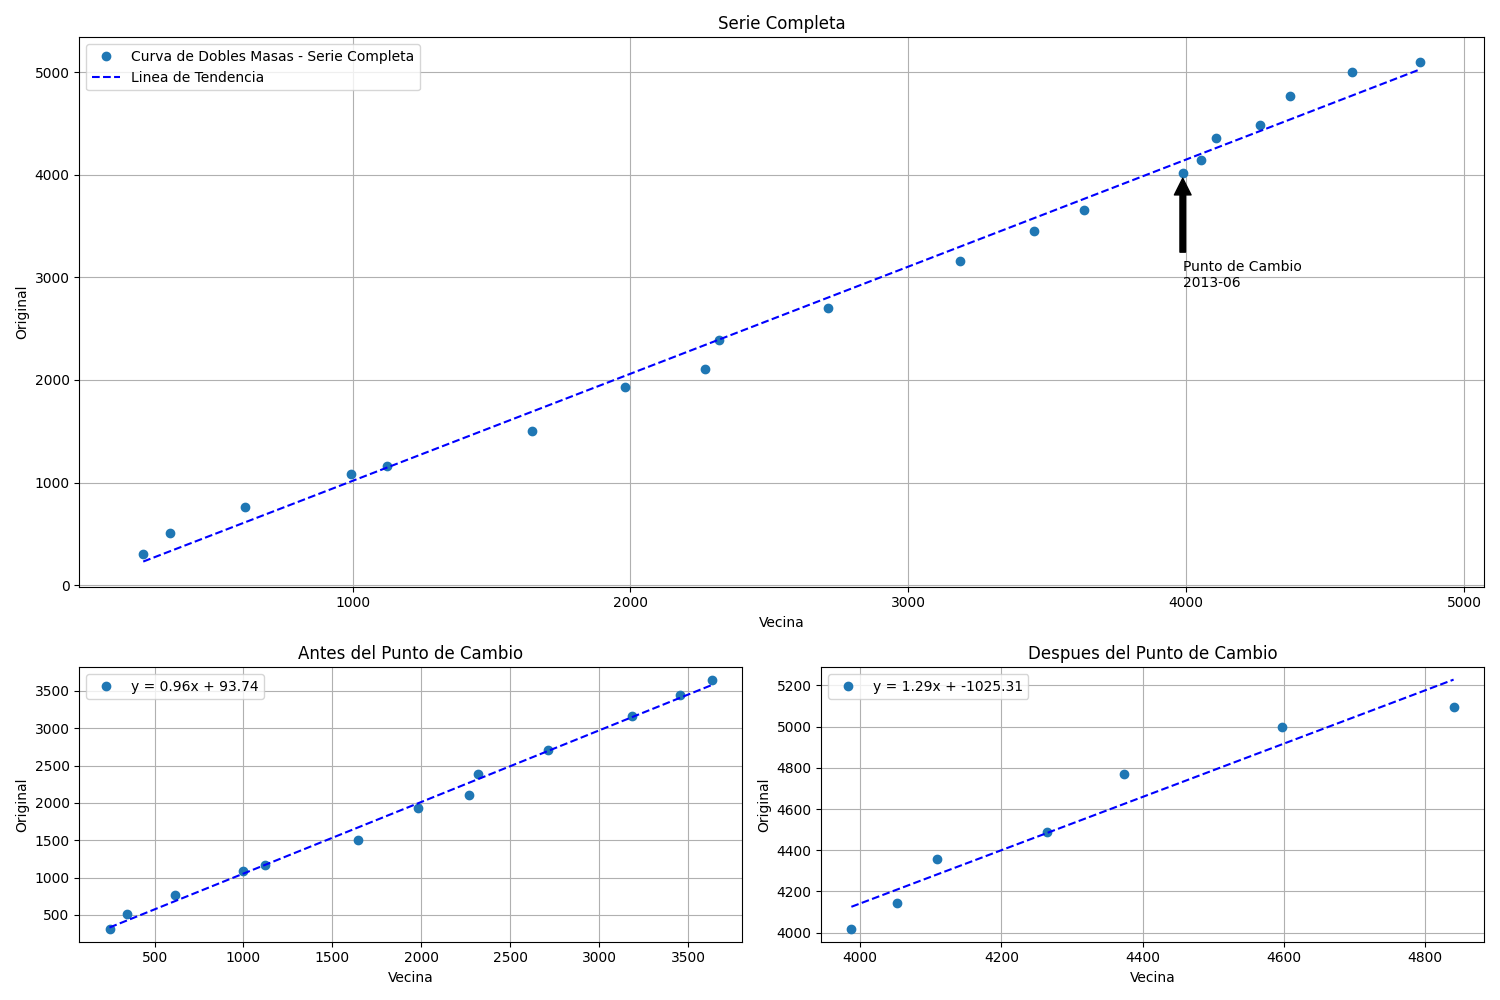 Serie Completa
Curva de Dobles Masas - Serie Completa
Linea de Tendencia
5000
4000
3000
2000
1000
0
Original
Punto de Cambio
2013-06
1000
2000
3000
4000
5000
Vecina
Antes del Punto de Cambio
y = 0.96x + 93.74
3500
3000
2500
2000
1500
1000
500
Original
500
1000
1500
2000
2500
3000
3500
Vecina
Despues del Punto de Cambio
y = 1.29x + -1025.31
5200
5000
4800
4600
4400
4200
4000
Original
4000
4200
4400
4600
4800
Vecina